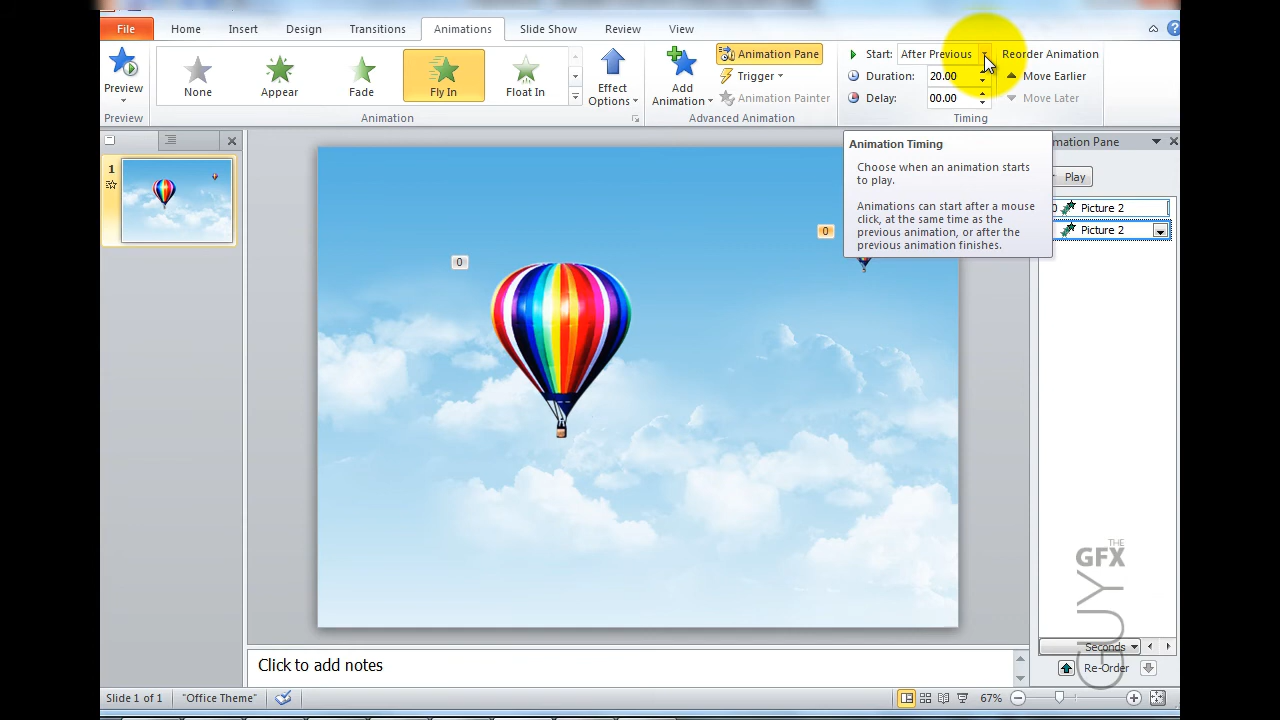 File Home Insert Design Transitions Animations Slide Show Review View
Preview
None Appear Fade Fly In Float In
Effect
Options
Add
Animation
Animation Pane
Trigger
Animation Painter
Start: After Previous
Duration: 20.00
Delay: 00.00
Reorder Animation
Move Earlier
Move Later
Preview Animation Advanced Animation Timing
Animation Timing
Choose when an animation starts
to play.
Animations can start after a mouse
click, at the same time as the
previous animation, or after the
previous animation finishes.
mation Pane
Play
0 Picture 2
Picture 2
1
0
0
THE
GFX
GUY
Seconds
Re-Order
Click to add notes
Slide 1 of 1 "Office Theme" 67%